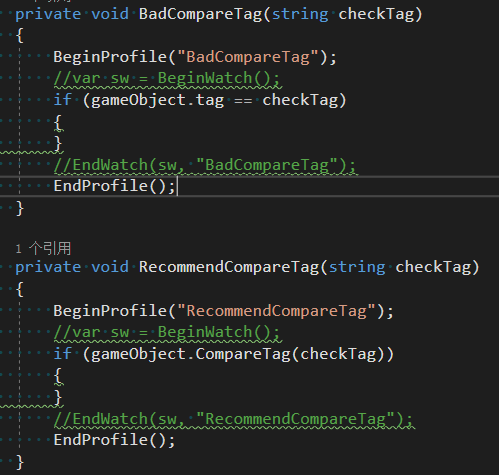 private void BadCompareTag(string checkTag)
{
BeginProfile("BadCompareTag");
//var sw = BeginWatch();
if (gameObject.tag == checkTag)
{
}
//EndWatch(sw, "BadCompareTag");
EndProfile();
}
1 个引用
private void RecommendCompareTag(string checkTag)
{
BeginProfile("RecommendCompareTag");
//var sw = BeginWatch();
if (gameObject.CompareTag(checkTag))
{
}
//EndWatch(sw, "RecommendCompareTag");
EndProfile();
}